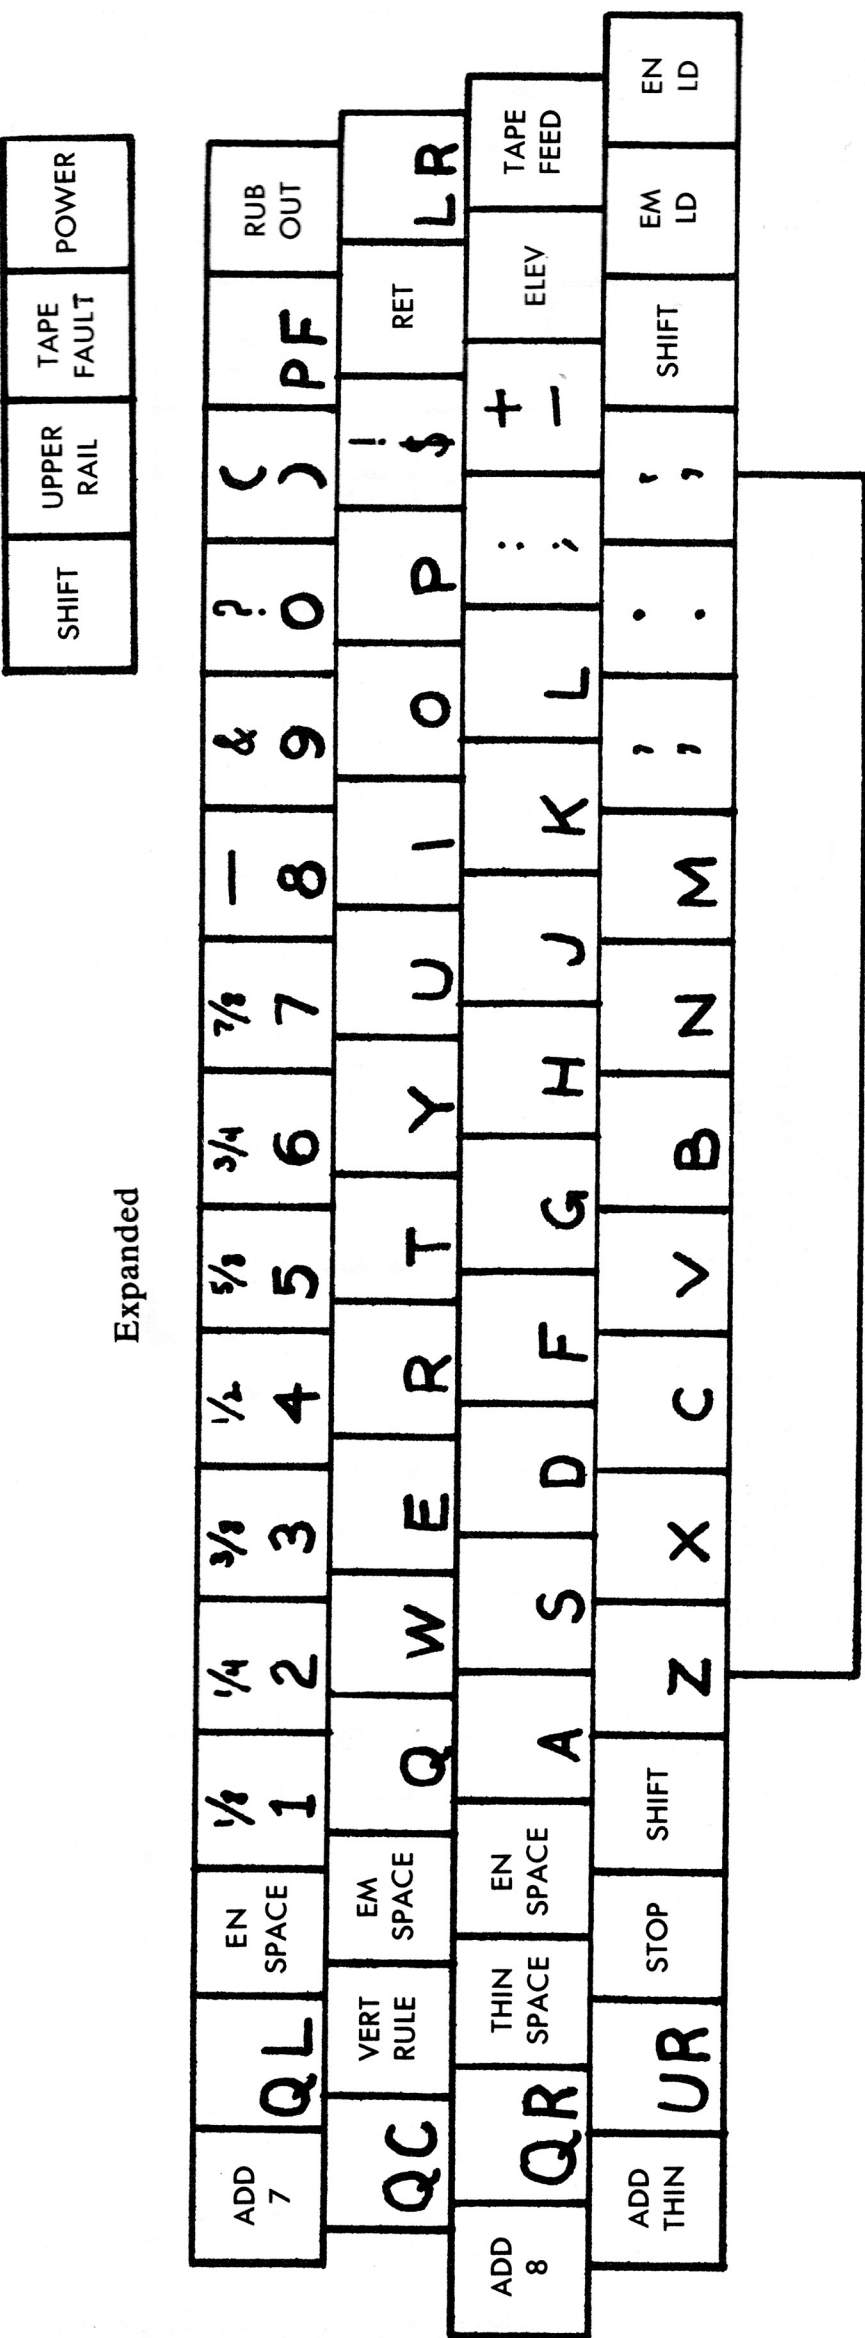 SHIFT
UPPER
RAIL
TAPE
FAULT
POWER
Expanded
ADD
7
QL
EN
SPACE
1/8
1
1/4
2
3/8
3
1/2
4
5/8
5
3/4
6
7/8
7
—
8
&
9
?
0
(
)
PF
RUB
OUT
QC
VERT
RULE
EM
SPACE
Q
W
E
R
T
Y
U
I
O
P
!
$
RET
LR
ADD
8
QR
THIN
SPACE
EN
SPACE
A
S
D
F
G
H
J
K
L
:
;
+
–
ELEV
TAPE
FEED
ADD
THIN
UR
STOP
SHIFT
Z
X
C
V
B
N
M
,
,
.
.
‘
’
SHIFT
EM
LD
EN
LD